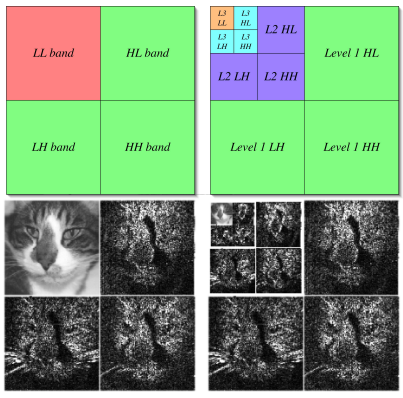 LL band
HL band
LH band
HH band
L3
LL
L3
HL
L3
LH
L3
HH
L2 HL
L2 LH
L2 HH
Level 1 HL
Level 1 LH
Level 1 HH